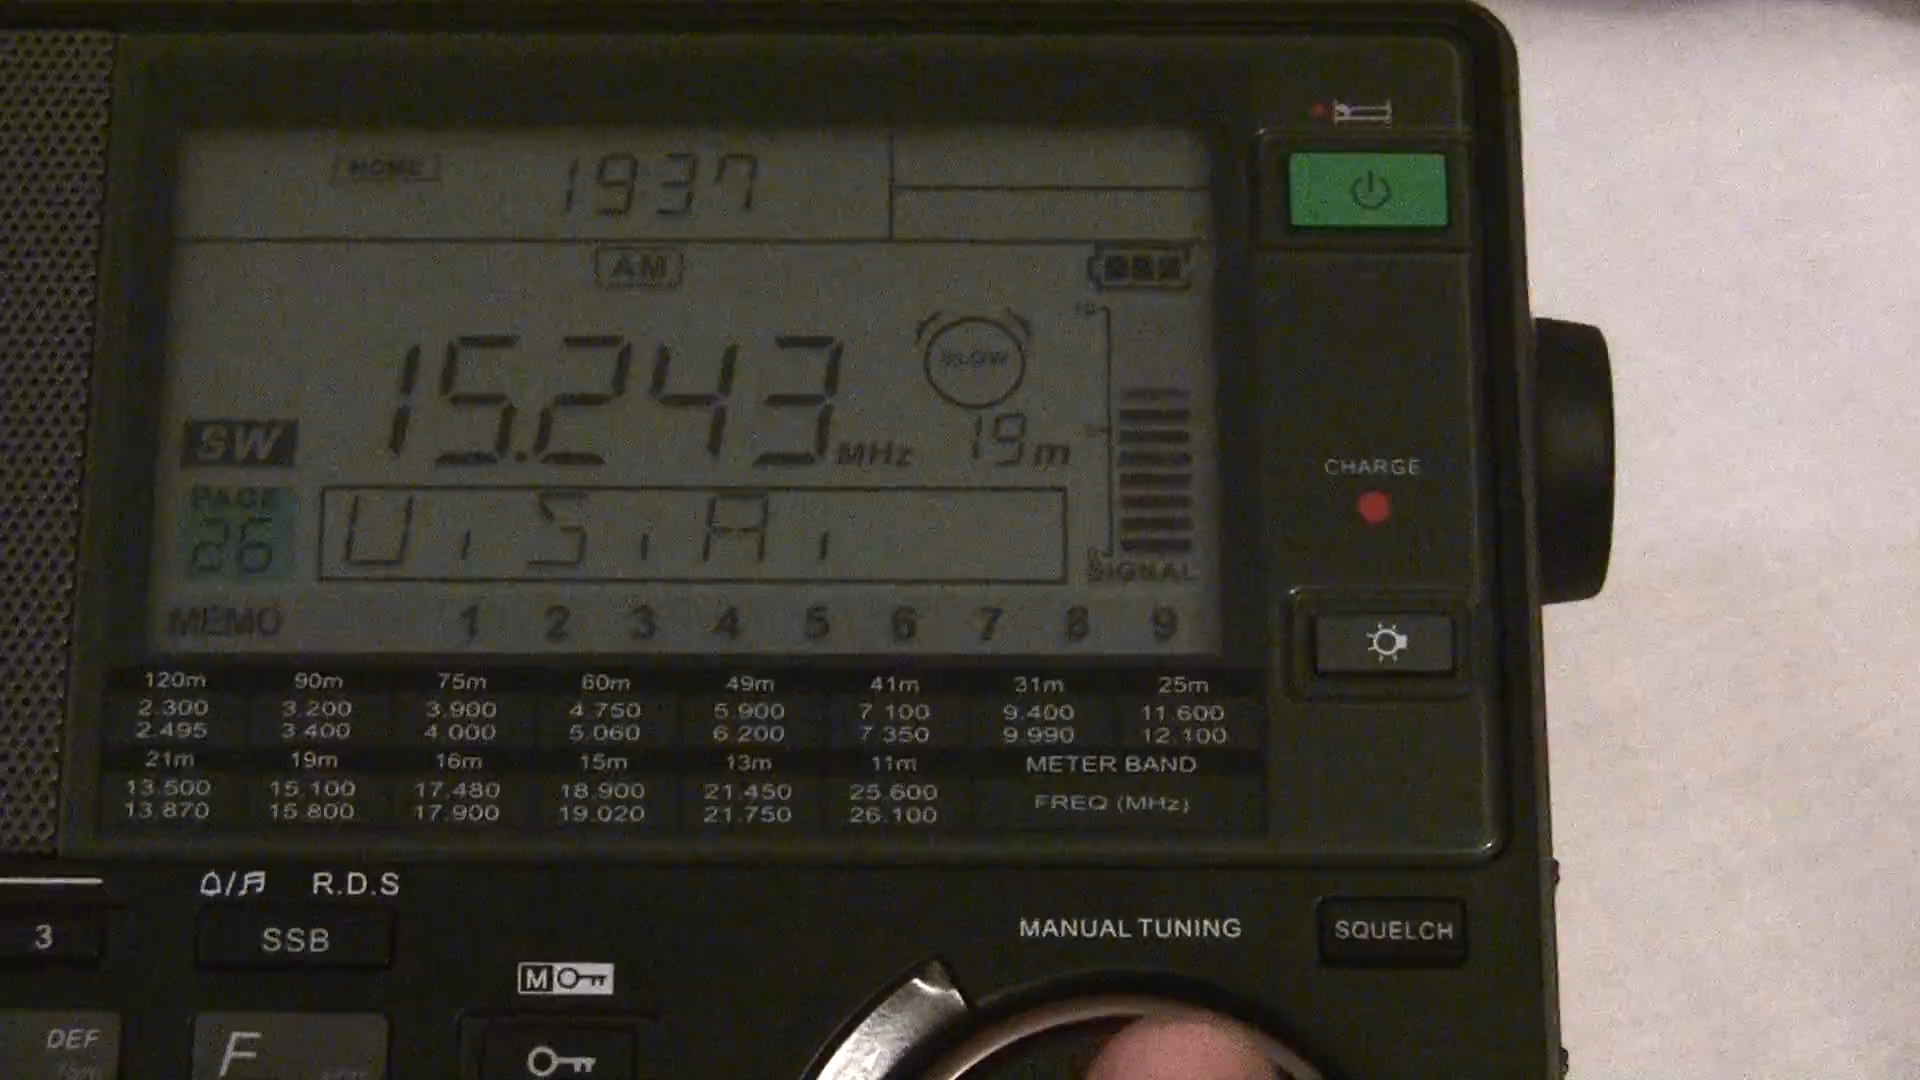 HOME 1937
AM
15.243 MHz
SLOW
19m
SW
PAGE
26
U.S.A.
SIGNAL
MEMO 1 2 3 4 5 6 7 8 9
CHARGE
120m 90m 75m 60m 49m 41m 31m 25m
2.300 3.200 3.900 4.750 5.900 7.100 9.400 11.600
2.495 3.400 4.000 5.060 6.200 7.350 9.990 12.100
21m 19m 16m 15m 13m 11m METER BAND
13.500 15.100 17.480 18.900 21.450 25.600 FREQ (MHz)
13.870 15.800 17.900 19.020 21.750 26.100
R.D.S
3 SSB
MANUAL TUNING SQUELCH
M
DEF
F